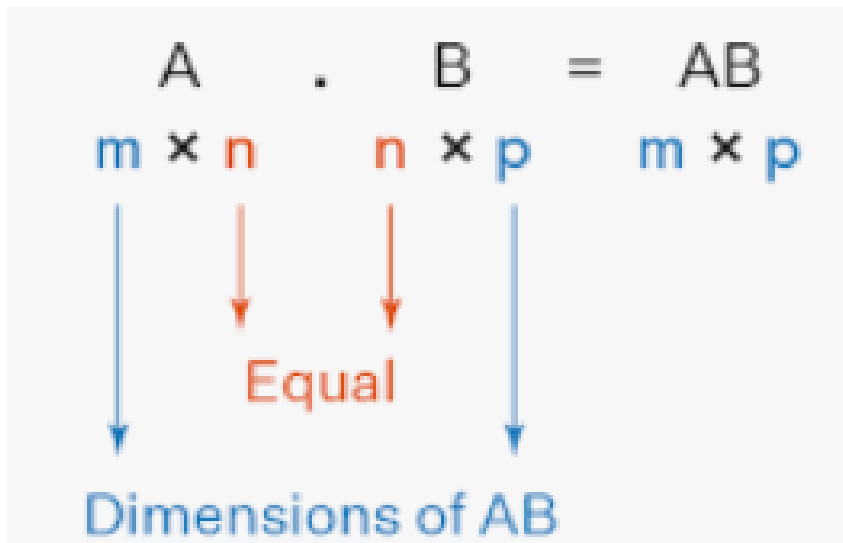 A . B = AB
m × n n × p m × p
Equal
Dimensions of AB